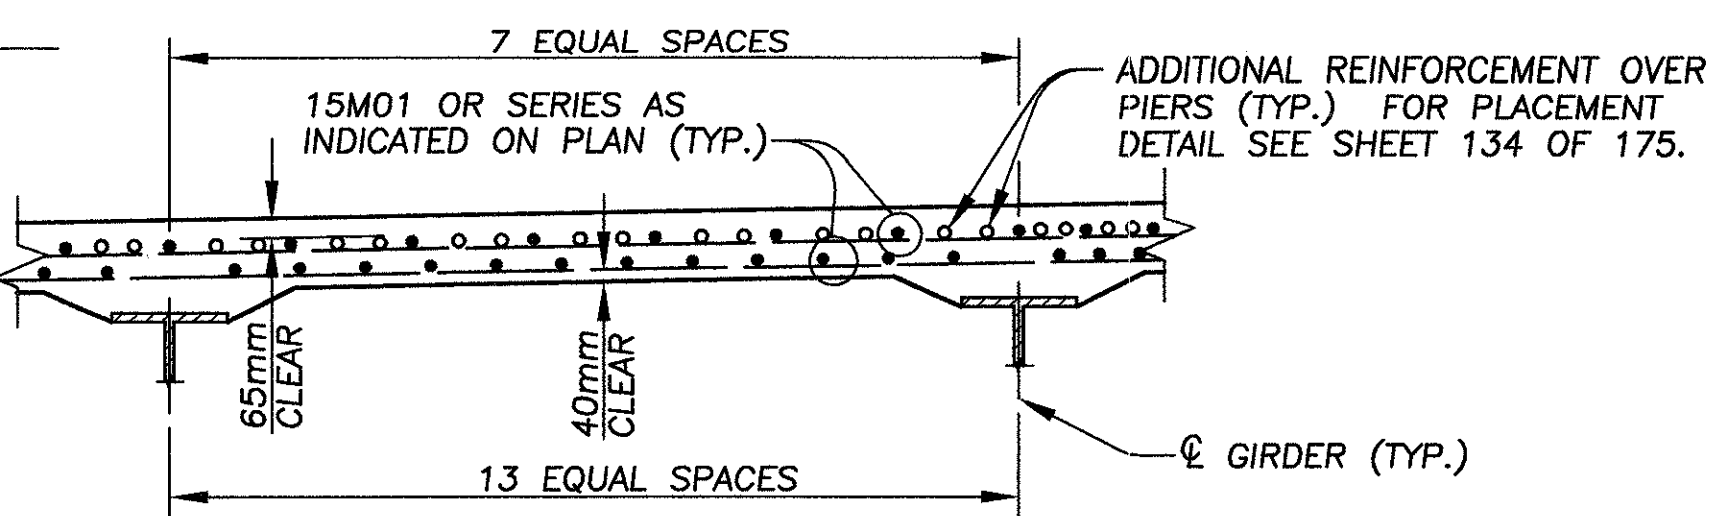 7 EQUAL SPACES
15M01 OR SERIES AS
INDICATED ON PLAN (TYP.)
ADDITIONAL REINFORCEMENT OVER
PIERS (TYP.) FOR PLACEMENT
DETAIL SEE SHEET 134 OF 175.
65mm
CLEAR
40mm
CLEAR
℄ GIRDER (TYP.)
13 EQUAL SPACES